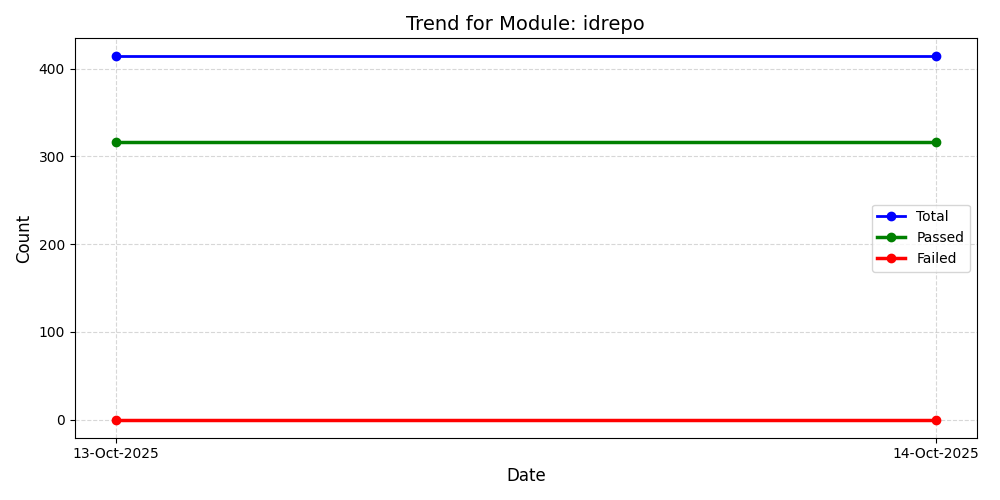 Trend for Module: idrepo
400
300
200
100
0
Count
Total
Passed
Failed
13-Oct-2025
14-Oct-2025
Date